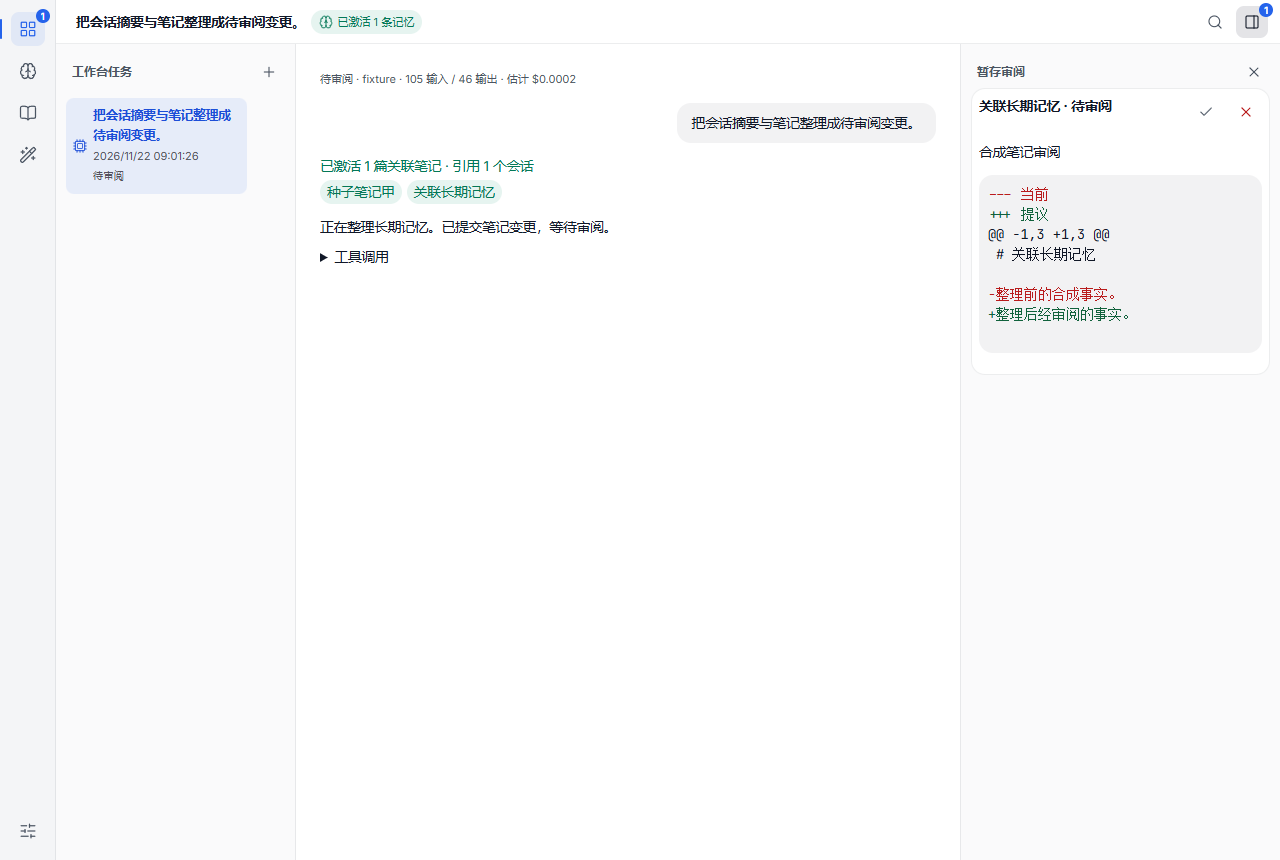 1
把会话摘要与笔记整理成待审阅变更。
已激活 1 条记忆
1
工作台任务
把会话摘要与笔记整理成
待审阅变更。
2026/11/22 09:01:26
待审阅
待审阅 · fixture · 105 输入 / 46 输出 · 估计 $0.0002
把会话摘要与笔记整理成待审阅变更。
已激活 1 篇关联笔记 · 引用 1 个会话
种子笔记甲 关联长期记忆
正在整理长期记忆。已提交笔记变更，等待审阅。
▶ 工具调用
暂存审阅
关联长期记忆 · 待审阅
合成笔记审阅
--- 当前
+++ 提议
@@ -1,3 +1,3 @@
# 关联长期记忆
-整理前的合成事实。
+整理后经审阅的事实。